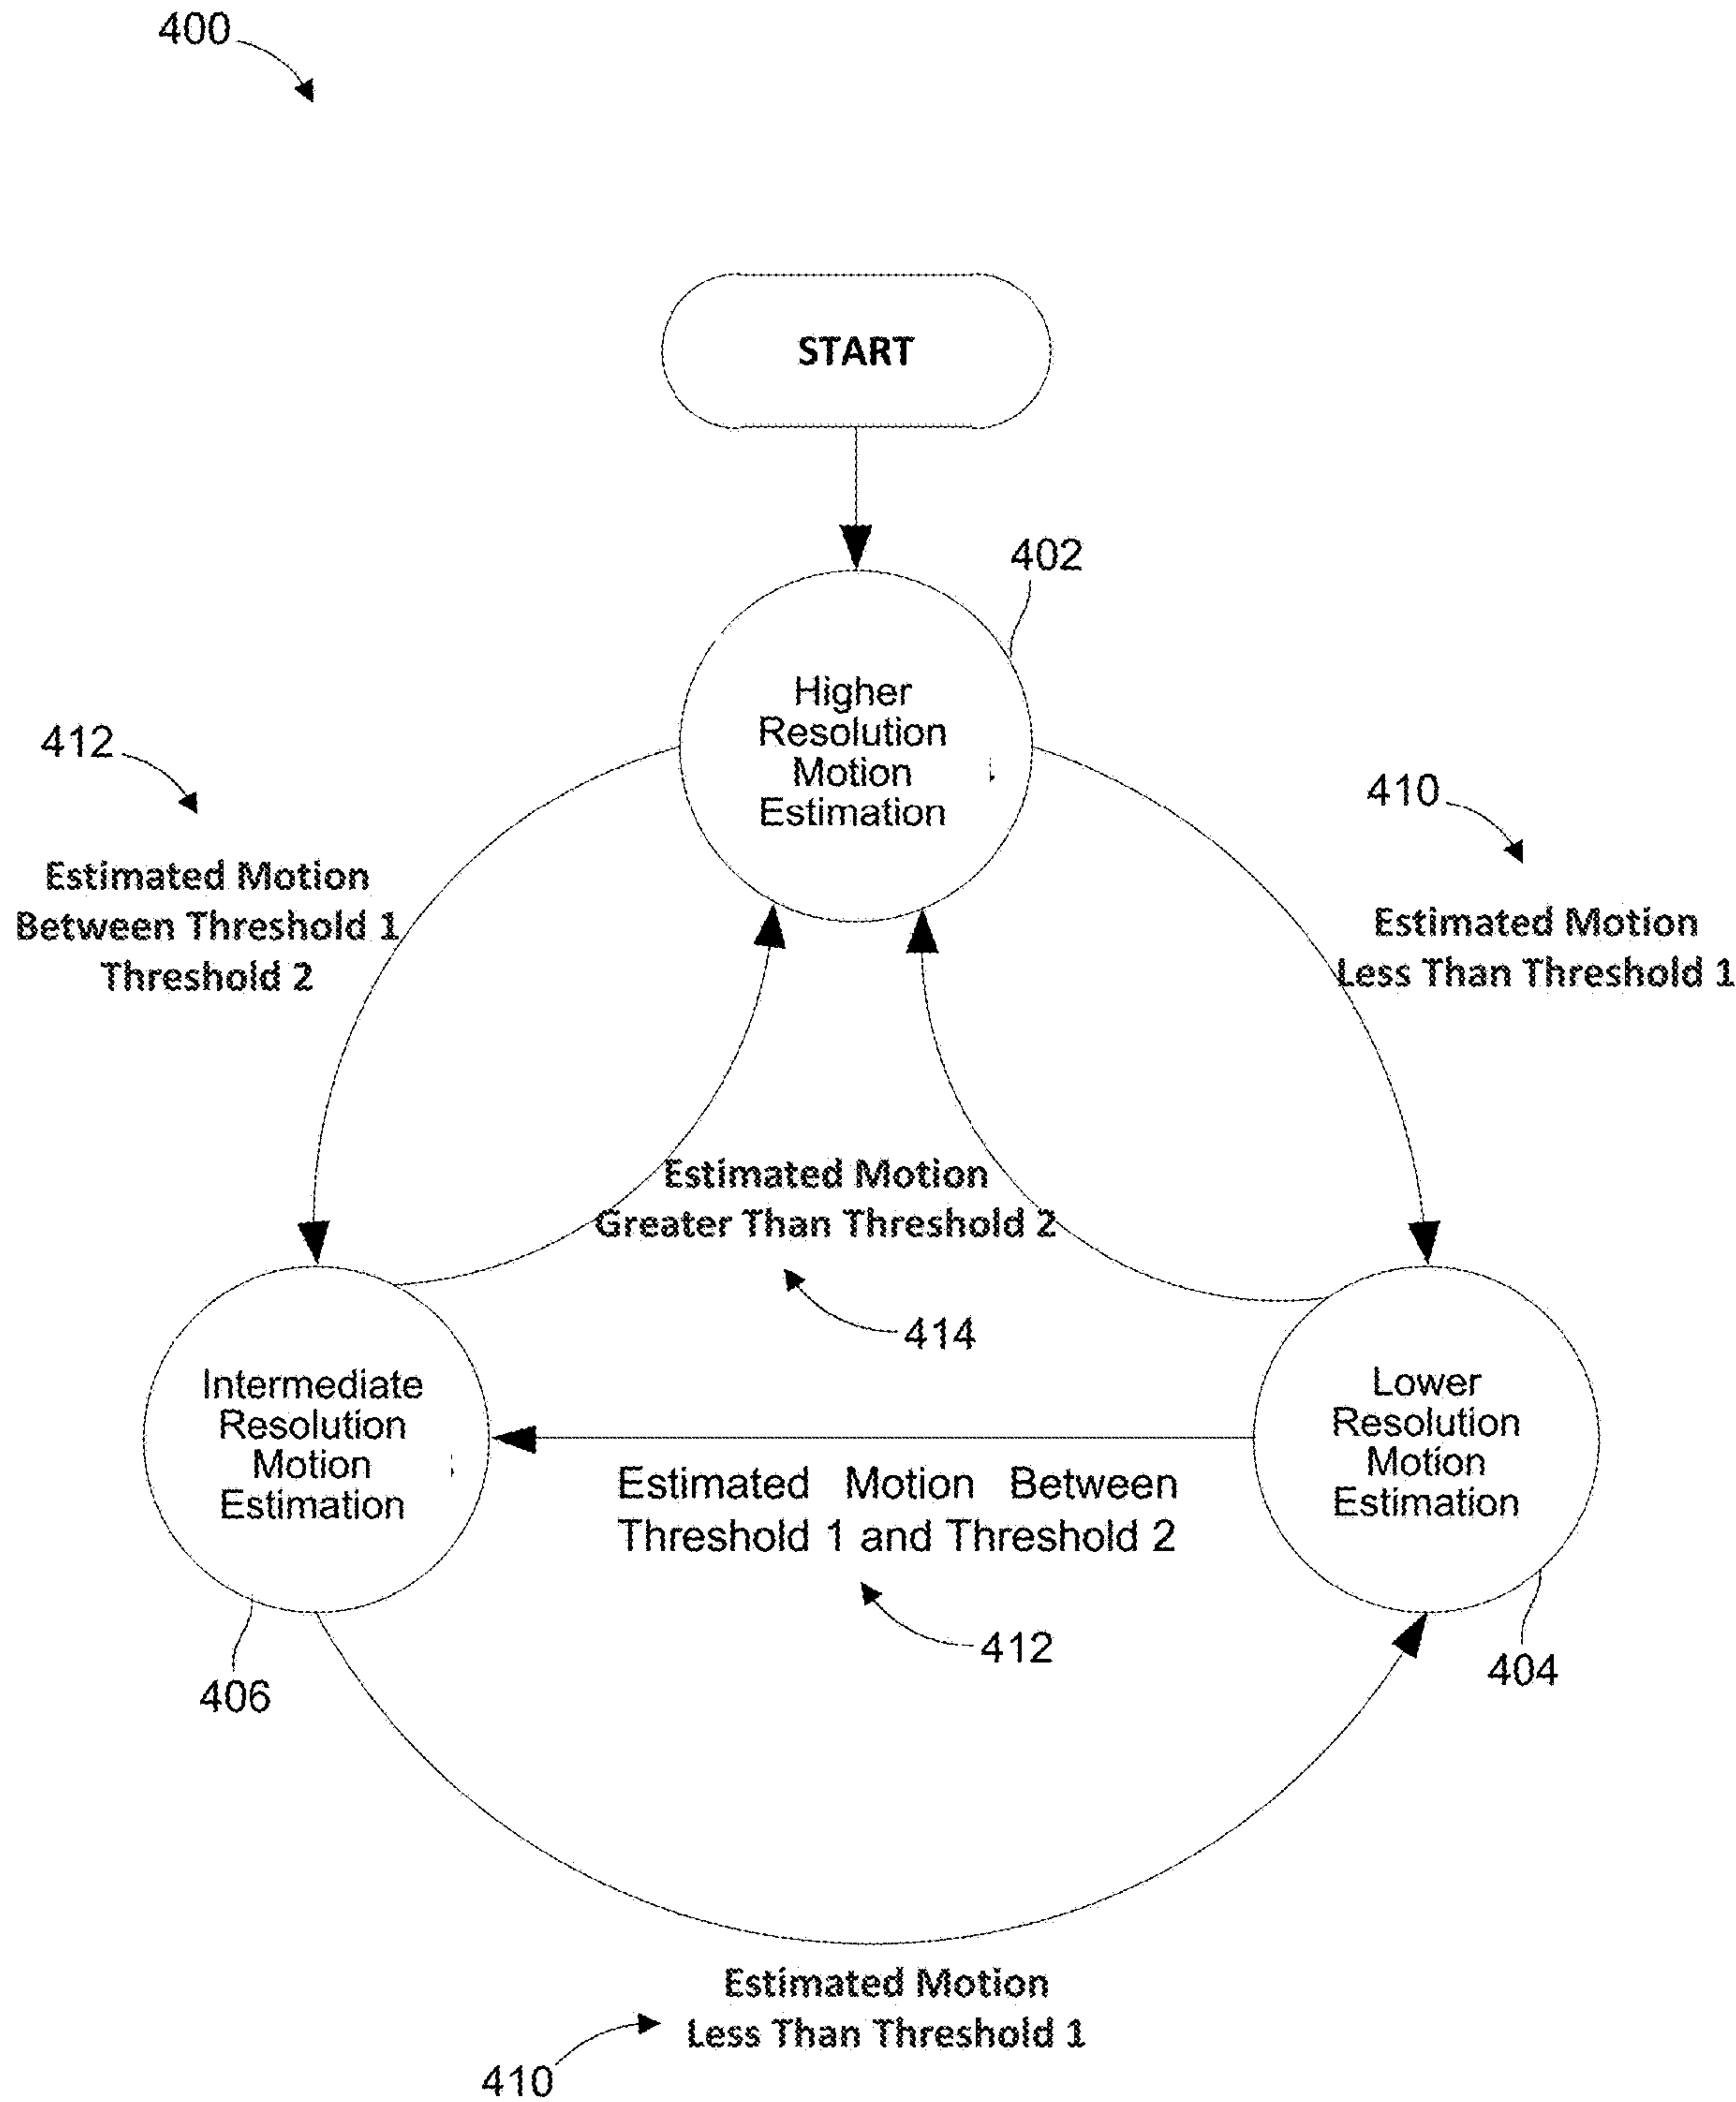 400
START
402
Higher
Resolution
Motion
Estimation
412
Estimated Motion
Between Threshold 1
Threshold 2
410
Estimated Motion
Less Than Threshold 1
Estimated Motion
Greater Than Threshold 2
414
Intermediate
Resolution
Motion
Estimation
406
Lower
Resolution
Motion
Estimation
404
Estimated Motion Between
Threshold 1 and Threshold 2
412
Estimated Motion
Less Than Threshold 1
410